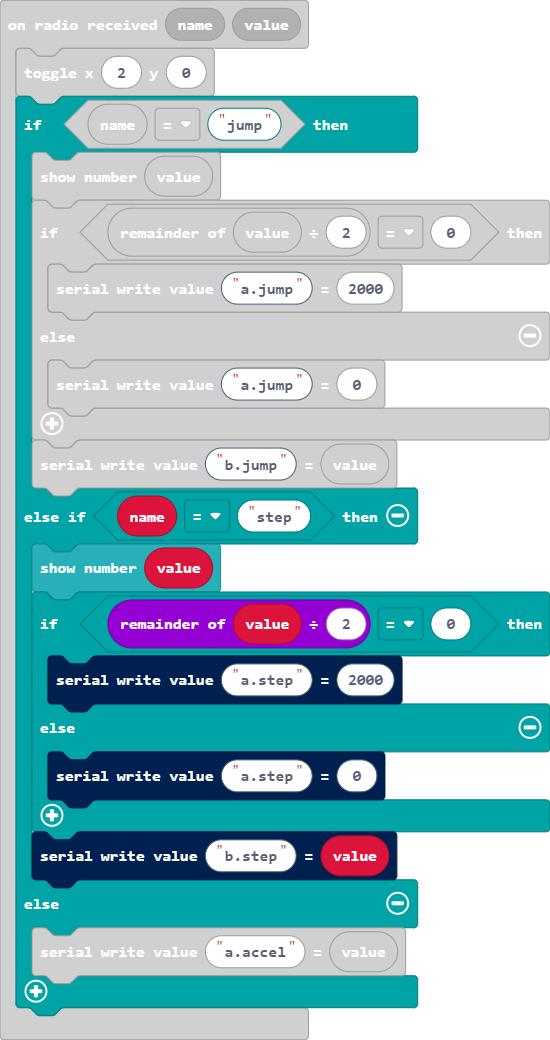 on radio received name value
toggle x 2 y 0
if name = "jump" then
show number value
if remainder of value ÷ 2 = 0 then
serial write value "a.jump" = 2000
else
serial write value "a.jump" = 0
serial write value "b.jump" = value
else if name = "step" then
show number value
if remainder of value ÷ 2 = 0 then
serial write value "a.step" = 2000
else
serial write value "a.step" = 0
serial write value "b.step" = value
else
serial write value "a.accel" = value